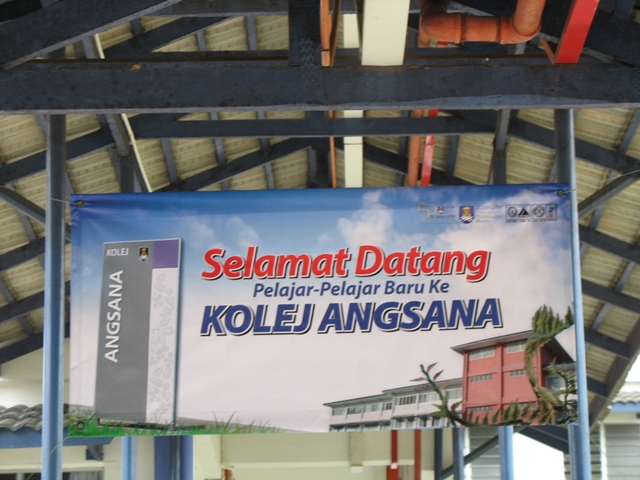 Selamat Datang
Pelajar-Pelajar Baru Ke
KOLEJ ANGSANA
KOLEJ
ANGSANA